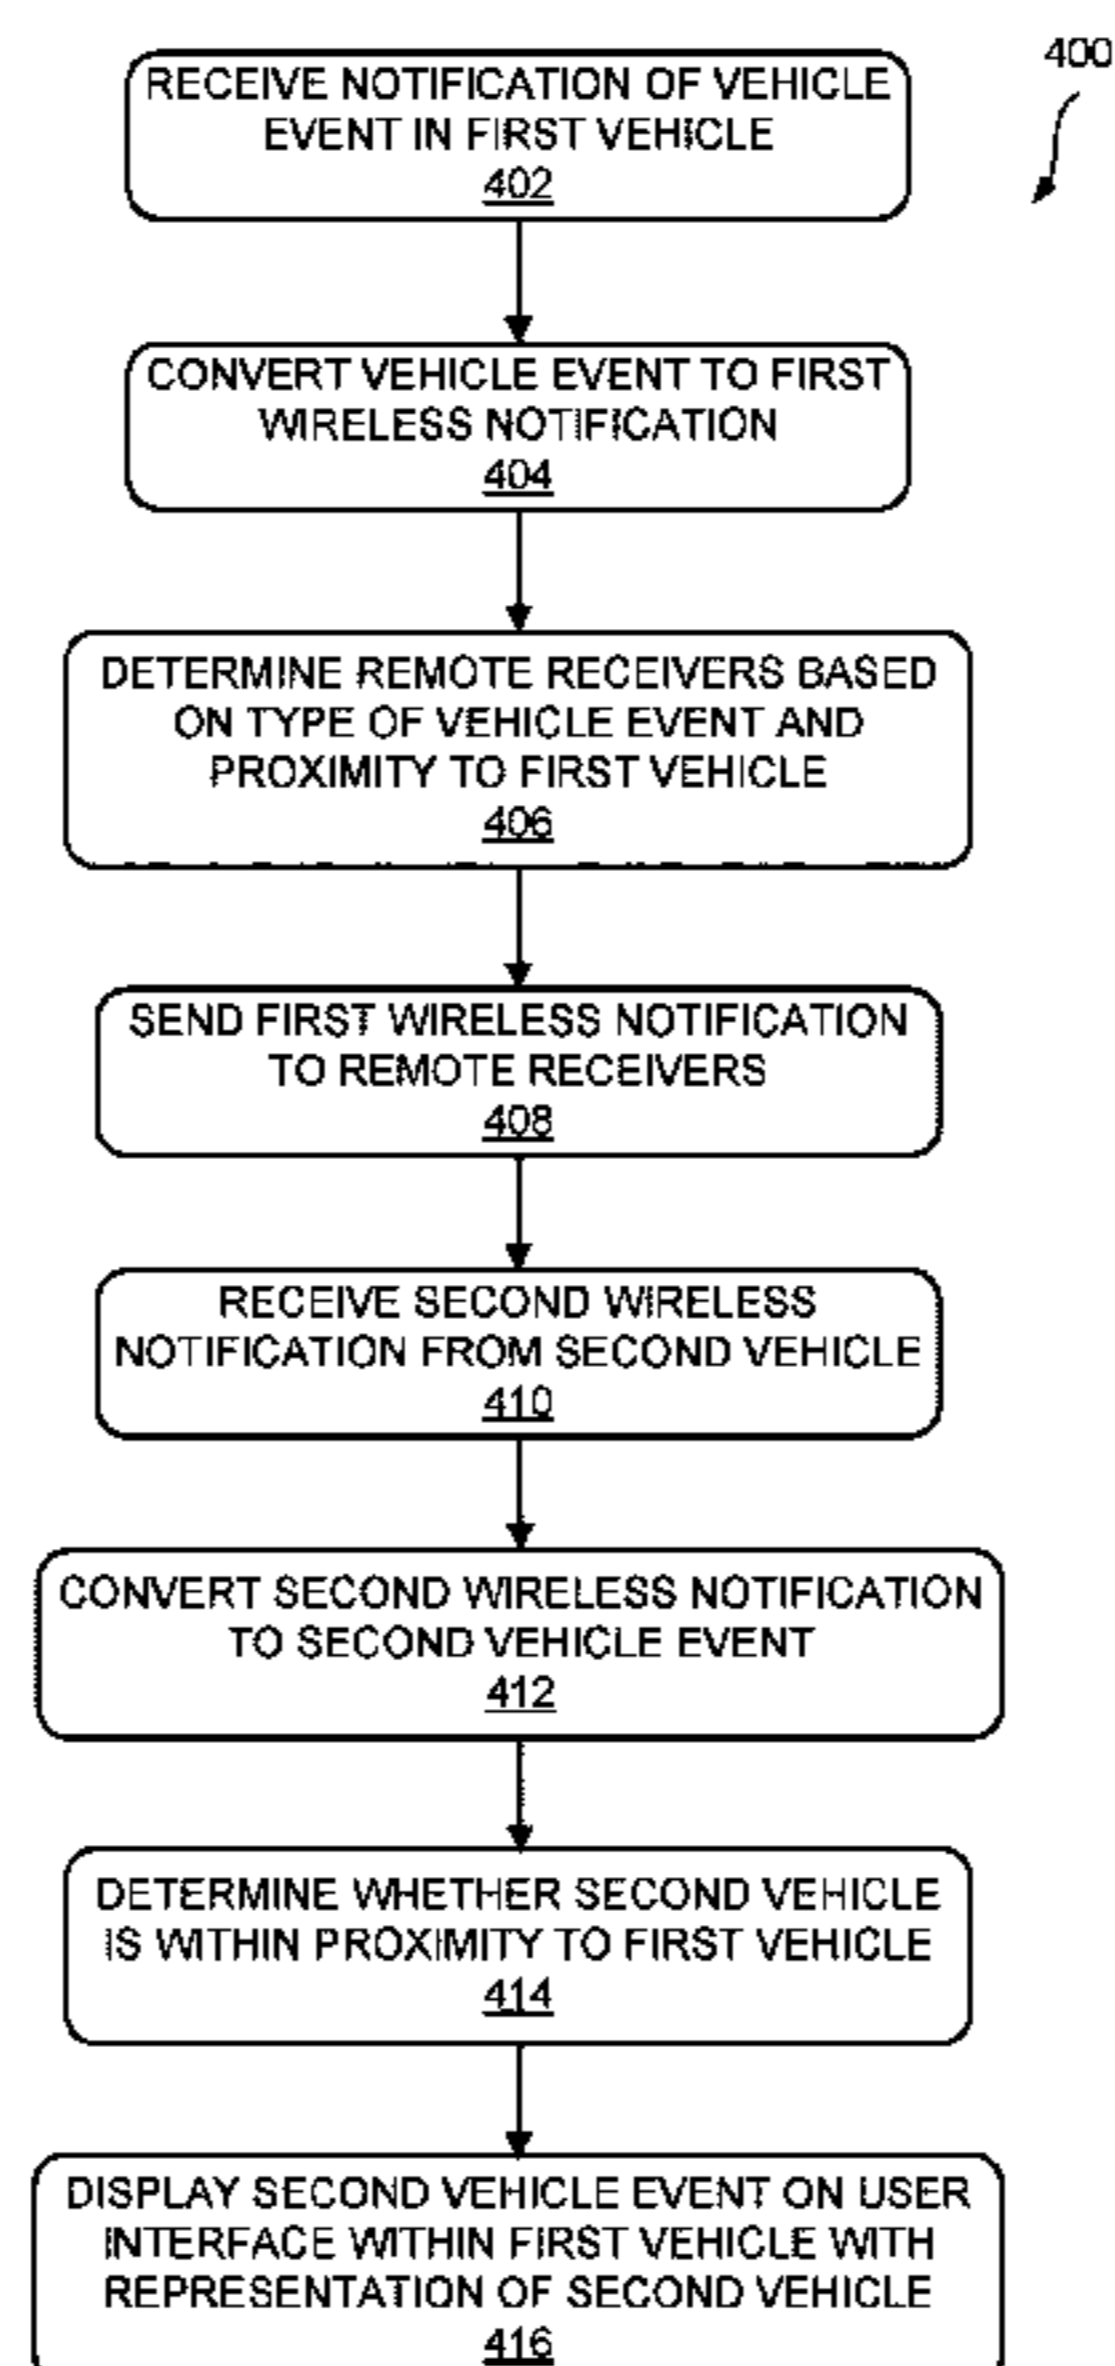 400
RECEIVE NOTIFICATION OF VEHICLE
EVENT IN FIRST VEHICLE
402
CONVERT VEHICLE EVENT TO FIRST
WIRELESS NOTIFICATION
404
DETERMINE REMOTE RECEIVERS BASED
ON TYPE OF VEHICLE EVENT AND
PROXIMITY TO FIRST VEHICLE
406
SEND FIRST WIRELESS NOTIFICATION
TO REMOTE RECEIVERS
408
RECEIVE SECOND WIRELESS
NOTIFICATION FROM SECOND VEHICLE
410
CONVERT SECOND WIRELESS NOTIFICATION
TO SECOND VEHICLE EVENT
412
DETERMINE WHETHER SECOND VEHICLE
IS WITHIN PROXIMITY TO FIRST VEHICLE
414
DISPLAY SECOND VEHICLE EVENT ON USER
INTERFACE WITHIN FIRST VEHICLE WITH
REPRESENTATION OF SECOND VEHICLE
416